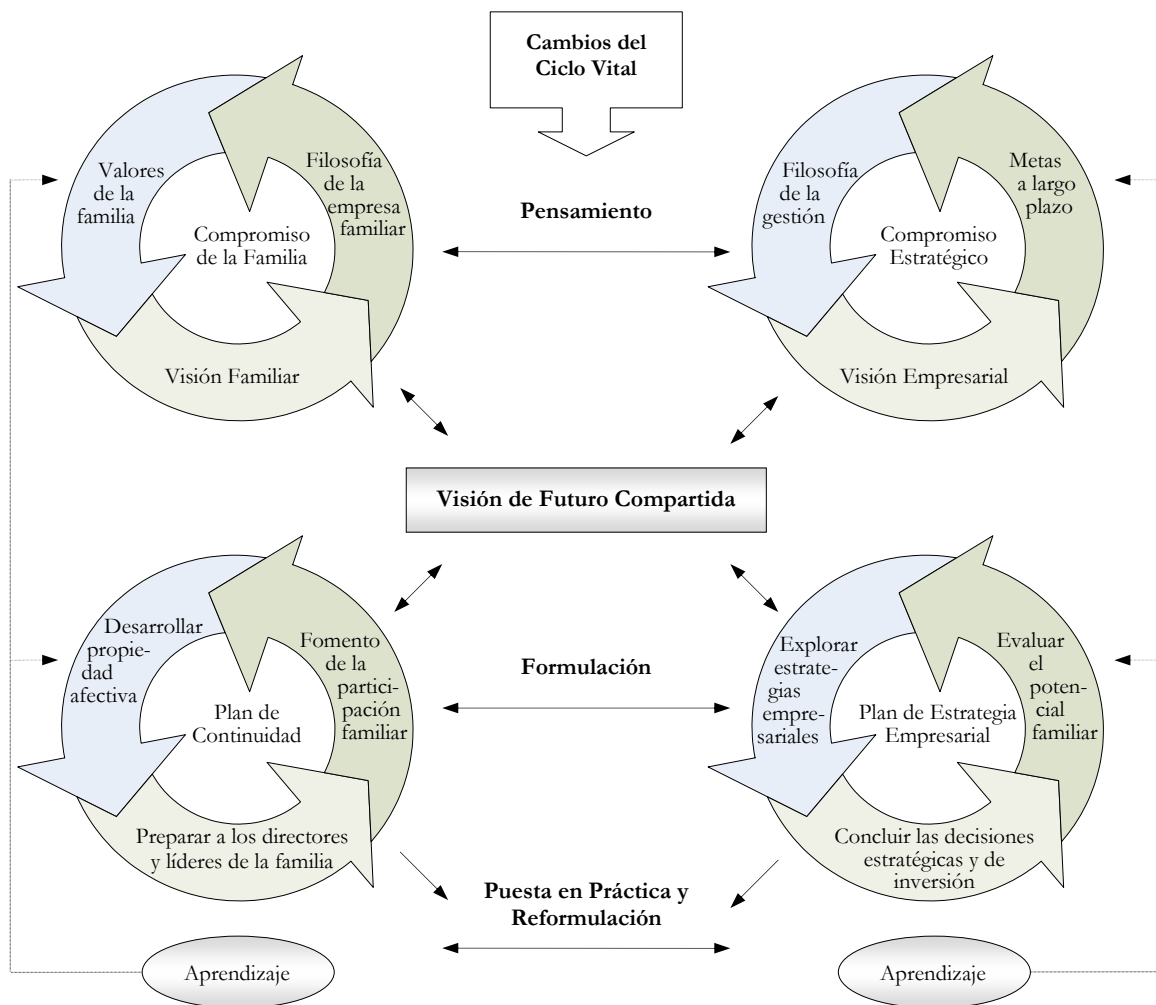 Cambios del
Ciclo Vital
Valores
de la
familia
Filosofía
de la
empresa
familiar
Compromiso
de la Familia
Visión Familiar
Pensamiento
Filosofía
de la
gestión
Metas
a largo
plazo
Compromiso
Estratégico
Visión Empresarial
Visión de Futuro Compartida
Desarrollar
propie-
dad
afectiva
Fomento
de la
partici-
pación
familiar
Plan de
Continuidad
Preparar a los directores
y líderes de la familia
Formulación
Explorar
estrate-
gias
empre-
sariales
Evaluar
el
poten-
cial
familiar
Plan de Estrategia
Empresarial
Concluir las decisiones
estratégicas y de
inversión
Puesta en Práctica y
Reformulación
Aprendizaje
Aprendizaje